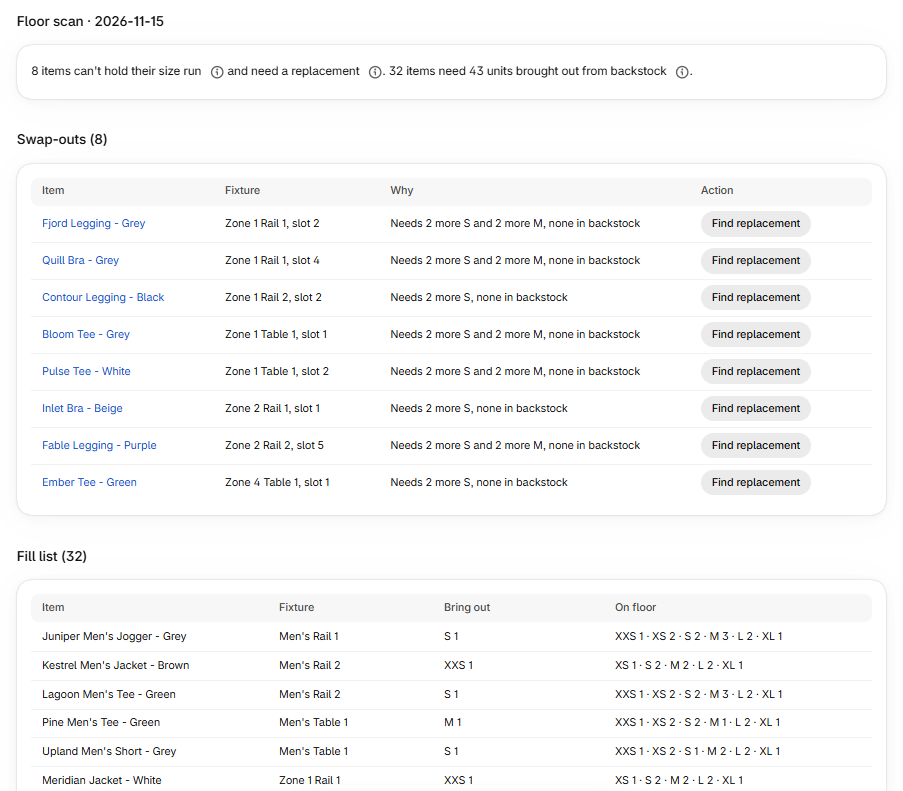 Floor scan · 2026-11-15
8 items can't hold their size run and need a replacement . 32 items need 43 units brought out from backstock .
Swap-outs (8)
Item Fixture Why Action
Fjord Legging - Grey Zone 1 Rail 1, slot 2 Needs 2 more S and 2 more M, none in backstock Find replacement
Quill Bra - Grey Zone 1 Rail 1, slot 4 Needs 2 more S and 2 more M, none in backstock Find replacement
Contour Legging - Black Zone 1 Rail 2, slot 2 Needs 2 more S, none in backstock Find replacement
Bloom Tee - Grey Zone 1 Table 1, slot 1 Needs 2 more S and 2 more M, none in backstock Find replacement
Pulse Tee - White Zone 1 Table 1, slot 2 Needs 2 more S and 2 more M, none in backstock Find replacement
Inlet Bra - Beige Zone 2 Rail 1, slot 1 Needs 2 more S, none in backstock Find replacement
Fable Legging - Purple Zone 2 Rail 2, slot 5 Needs 2 more S and 2 more M, none in backstock Find replacement
Ember Tee - Green Zone 4 Table 1, slot 1 Needs 2 more S, none in backstock Find replacement
Fill list (32)
Item Fixture Bring out On floor
Juniper Men's Jogger - Grey Men's Rail 1 S 1 XXS 1 · XS 2 · S 2 · M 3 · L 2 · XL 1
Kestrel Men's Jacket - Brown Men's Rail 2 XXS 1 XS 1 · S 2 · M 2 · L 2 · XL 1
Lagoon Men's Tee - Green Men's Rail 2 S 1 XXS 1 · XS 2 · S 2 · M 3 · L 2 · XL 1
Pine Men's Tee - Green Men's Table 1 M 1 XXS 1 · XS 2 · S 2 · M 1 · L 2 · XL 1
Upland Men's Short - Grey Men's Table 1 S 1 XXS 1 · XS 2 · S 1 · M 2 · L 2 · XL 1
Meridian Jacket - White Zone 1 Rail 1 XXS 1 XS 1 · S 2 · M 2 · L 2 · XL 1